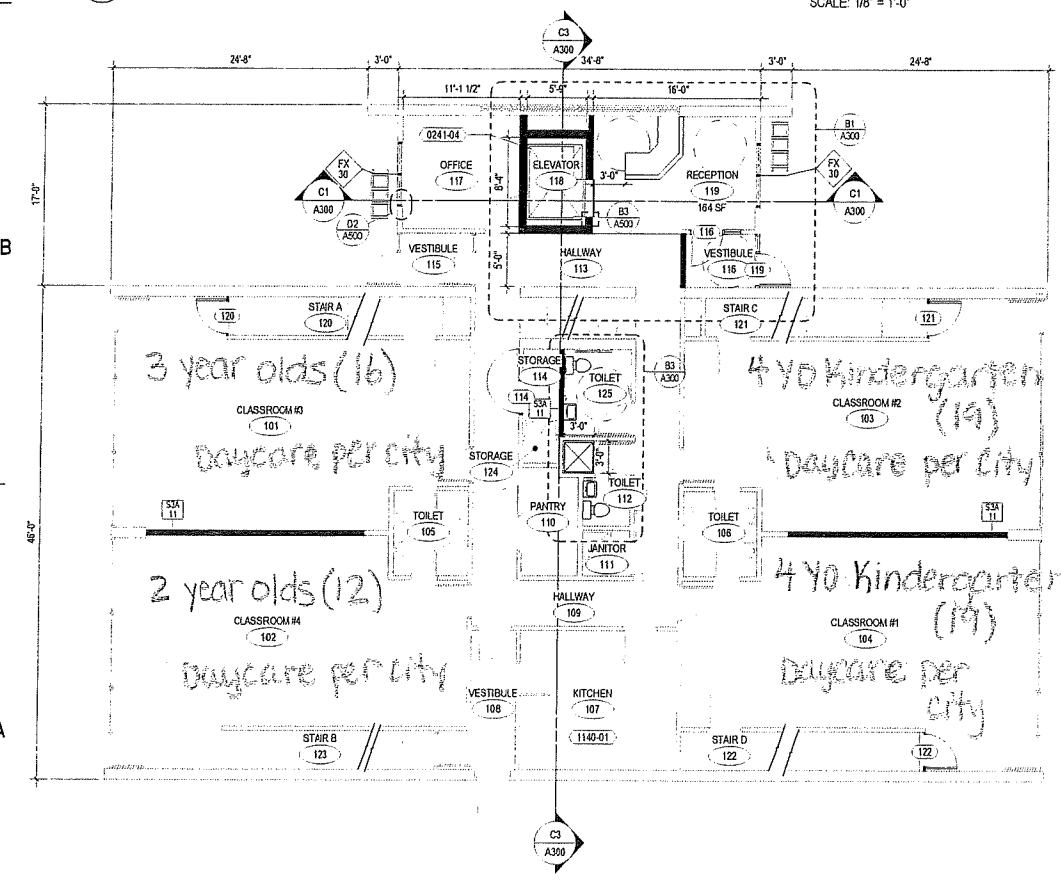 SCALE: 1/8" = 1'-0"
C3
A300
24'-8"
3'-0"
34'-8"
3'-0"
24'-8"
11'-1 1/2"
5'-9"
16'-0"
0241-04
B1
A300
FX
30
OFFICE
117
ELEVATOR
118
8'-4"
3'-0"
RECEPTION
119
164 SF
FX
30
C1
A300
C1
A300
D2
A500
B3
A500
17'-0"
B
VESTIBULE
115
5'-0"
HALLWAY
113
116
VESTIBULE
116
119
STAIR A
120
120
STAIR C
121
121
3 year olds (16)
CLASSROOM #3
101
Daycare per city
STORAGE
114
114
S3A
11
TOILET
125
3'-0"
B3
A300
4 YO Kindergarten
(19)
CLASSROOM #2
103
Daycare per City
STORAGE
124
3'-0"
TOILET
112
PANTRY
110
S3A
11
TOILET
105
TOILET
106
S3A
11
46'-0"
JANITOR
111
2 year olds (12)
CLASSROOM #4
102
Daycare per city
HALLWAY
109
4 YO Kindergarten
(19)
CLASSROOM #1
104
Daycare per
city
VESTIBULE
108
KITCHEN
107
1140-01
A
STAIR B
123
STAIR D
122
122
C3
A300